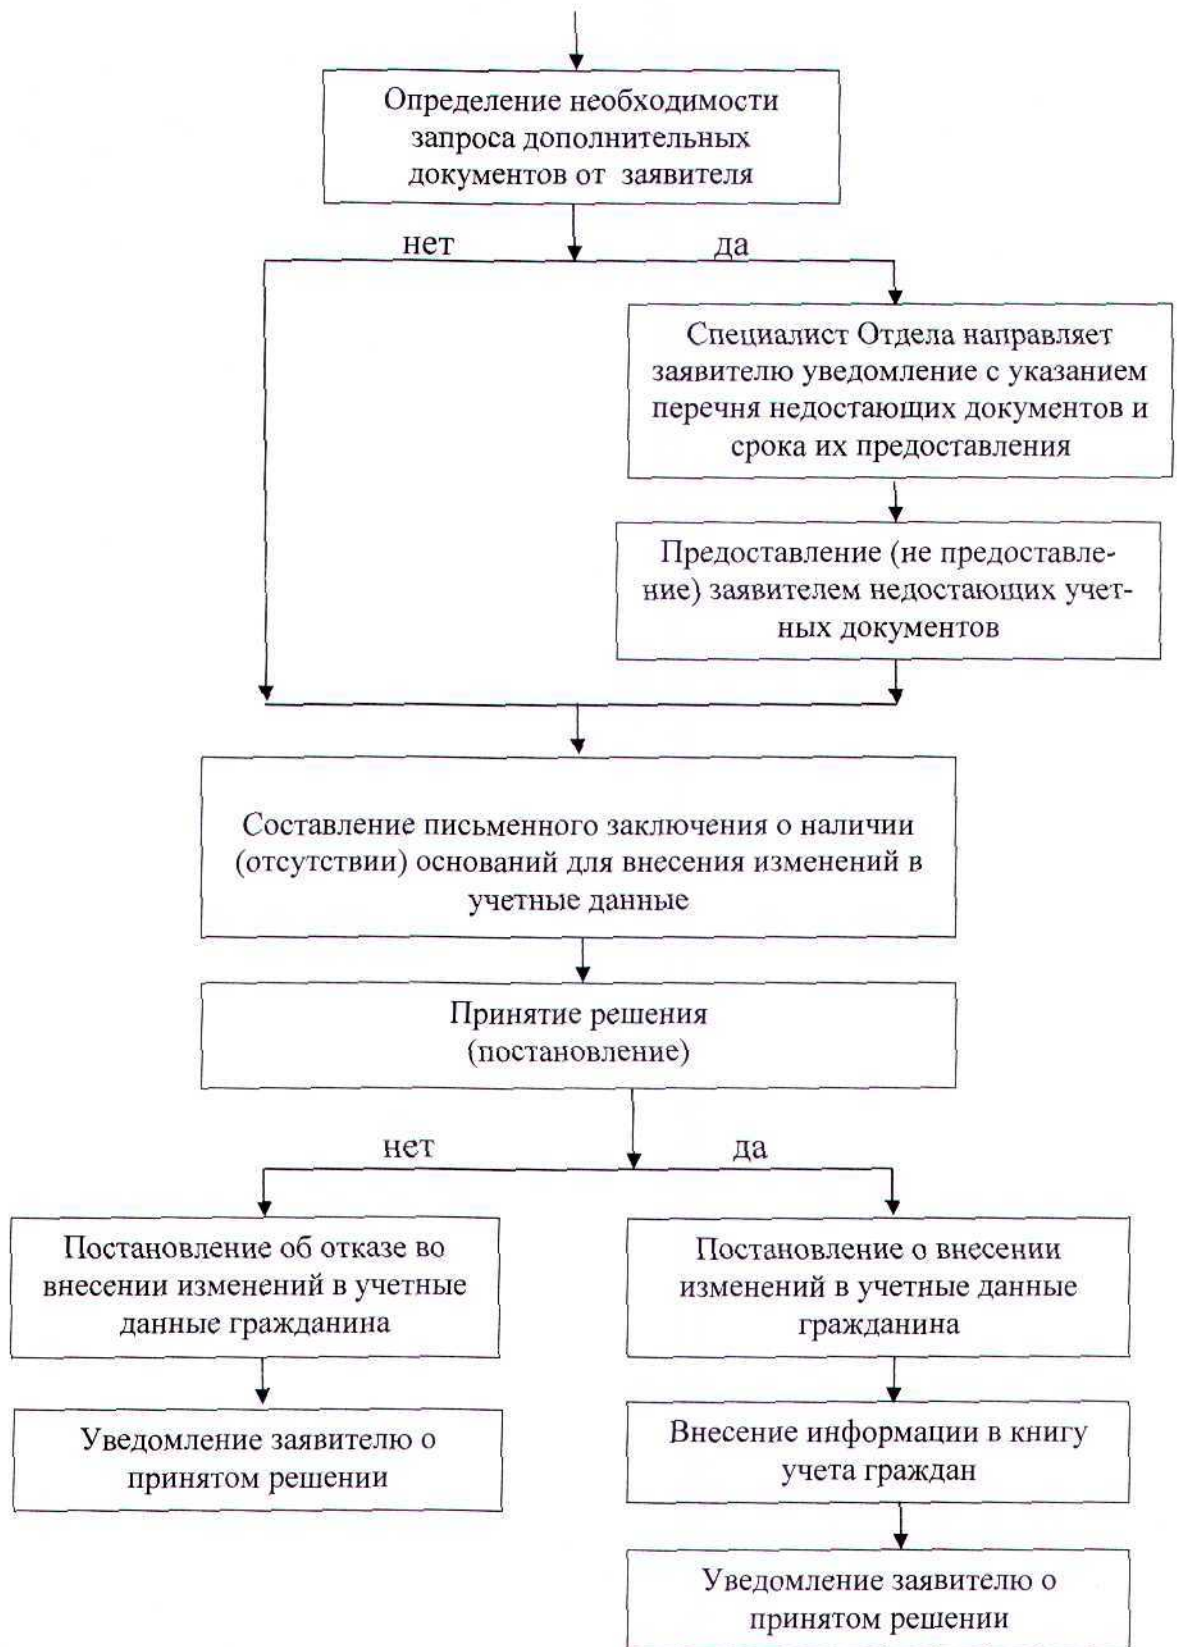 Определение необходимости
запроса дополнительных
документов от заявителя
нет
да
Специалист Отдела направляет
заявителю уведомление с указанием
перечня недостающих документов и
срока их предоставления
Предоставление (не предоставле-
ние) заявителем недостающих учет-
ных документов
Составление письменного заключения о наличии
(отсутствии) оснований для внесения изменений в
учетные данные
Принятие решения
(постановление)
нет
да
Постановление об отказе во
внесении изменений в учетные
данные гражданина
Постановление о внесении
изменений в учетные данные
гражданина
Уведомление заявителю о
принятом решении
Внесение информации в книгу
учета граждан
Уведомление заявителю о
принятом решении